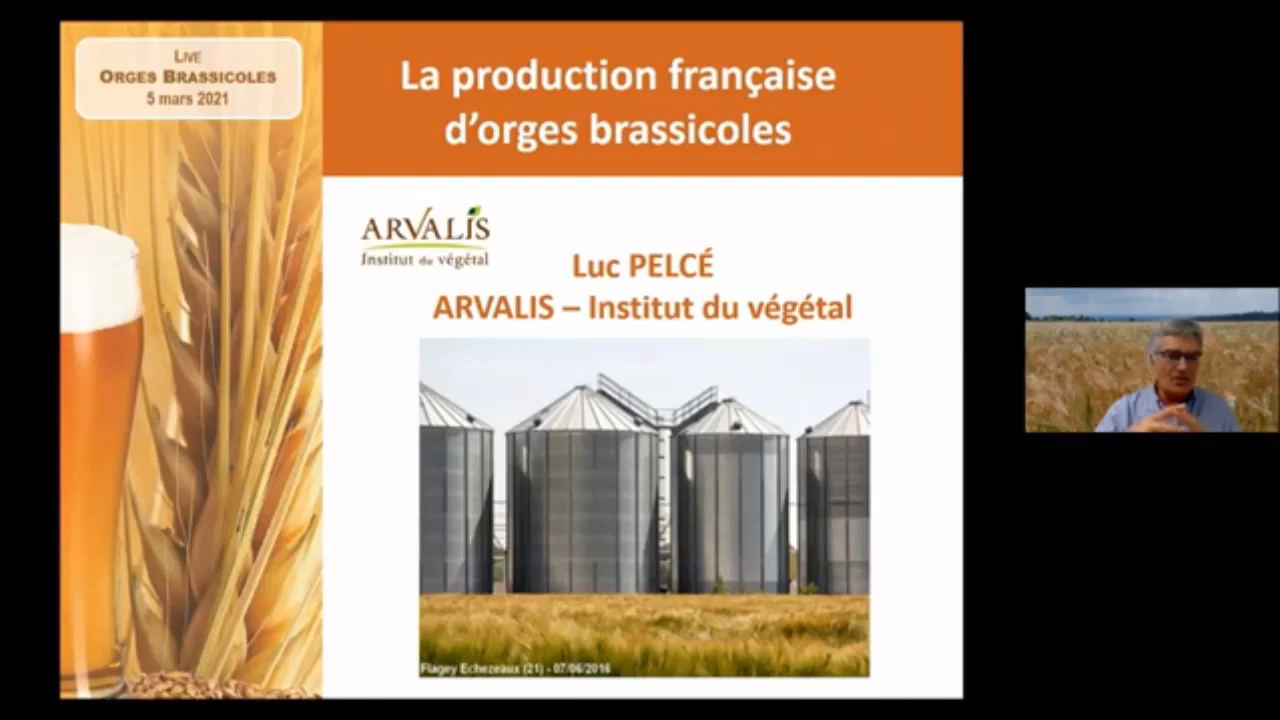 LIVE
ORGES BRASSICOLES
5 mars 2021
La production française
d'orges brassicoles
ARVALIS
Institut du végétal
Luc PELCÉ
ARVALIS – Institut du végétal
Flagey Echezeaux (21) - 07/06/2016